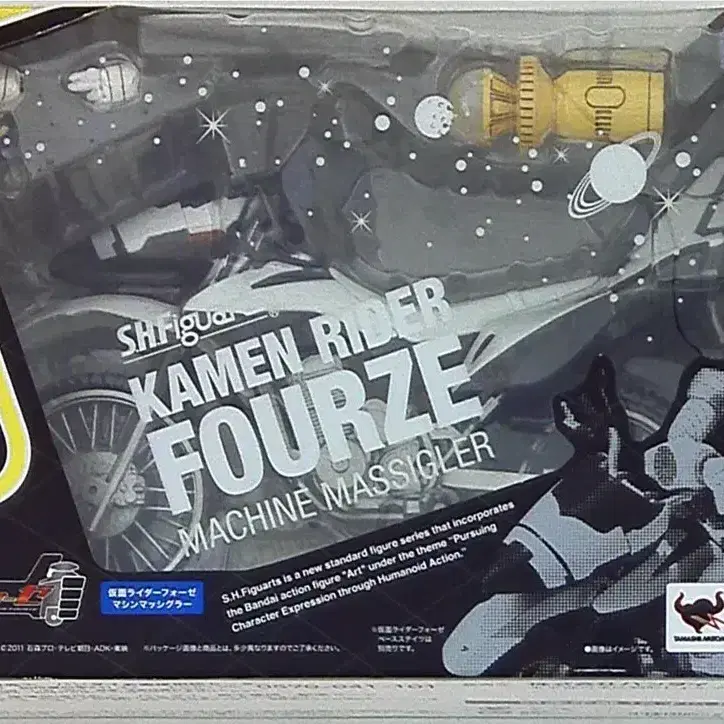 S.H.Figuar
KAMEN RIDER
FOURZE
MACHINE MASSIGLER
S.H.Figuarts is a new standard figure series that incorporates
the Bandai action figure "Art" under the theme "Pursuing
Character Expression through Humanoid Action."
仮面ライダーフォーゼ
マシンマッシグラー
※仮面ライダーフォーゼ
ベースステイツは
別売りです。
©2011 石森プロ・テレビ朝日・ADK・東映
※パッケージ画像と商品とは、多少異なりますのでご了承ください。
●画像はイメージです。